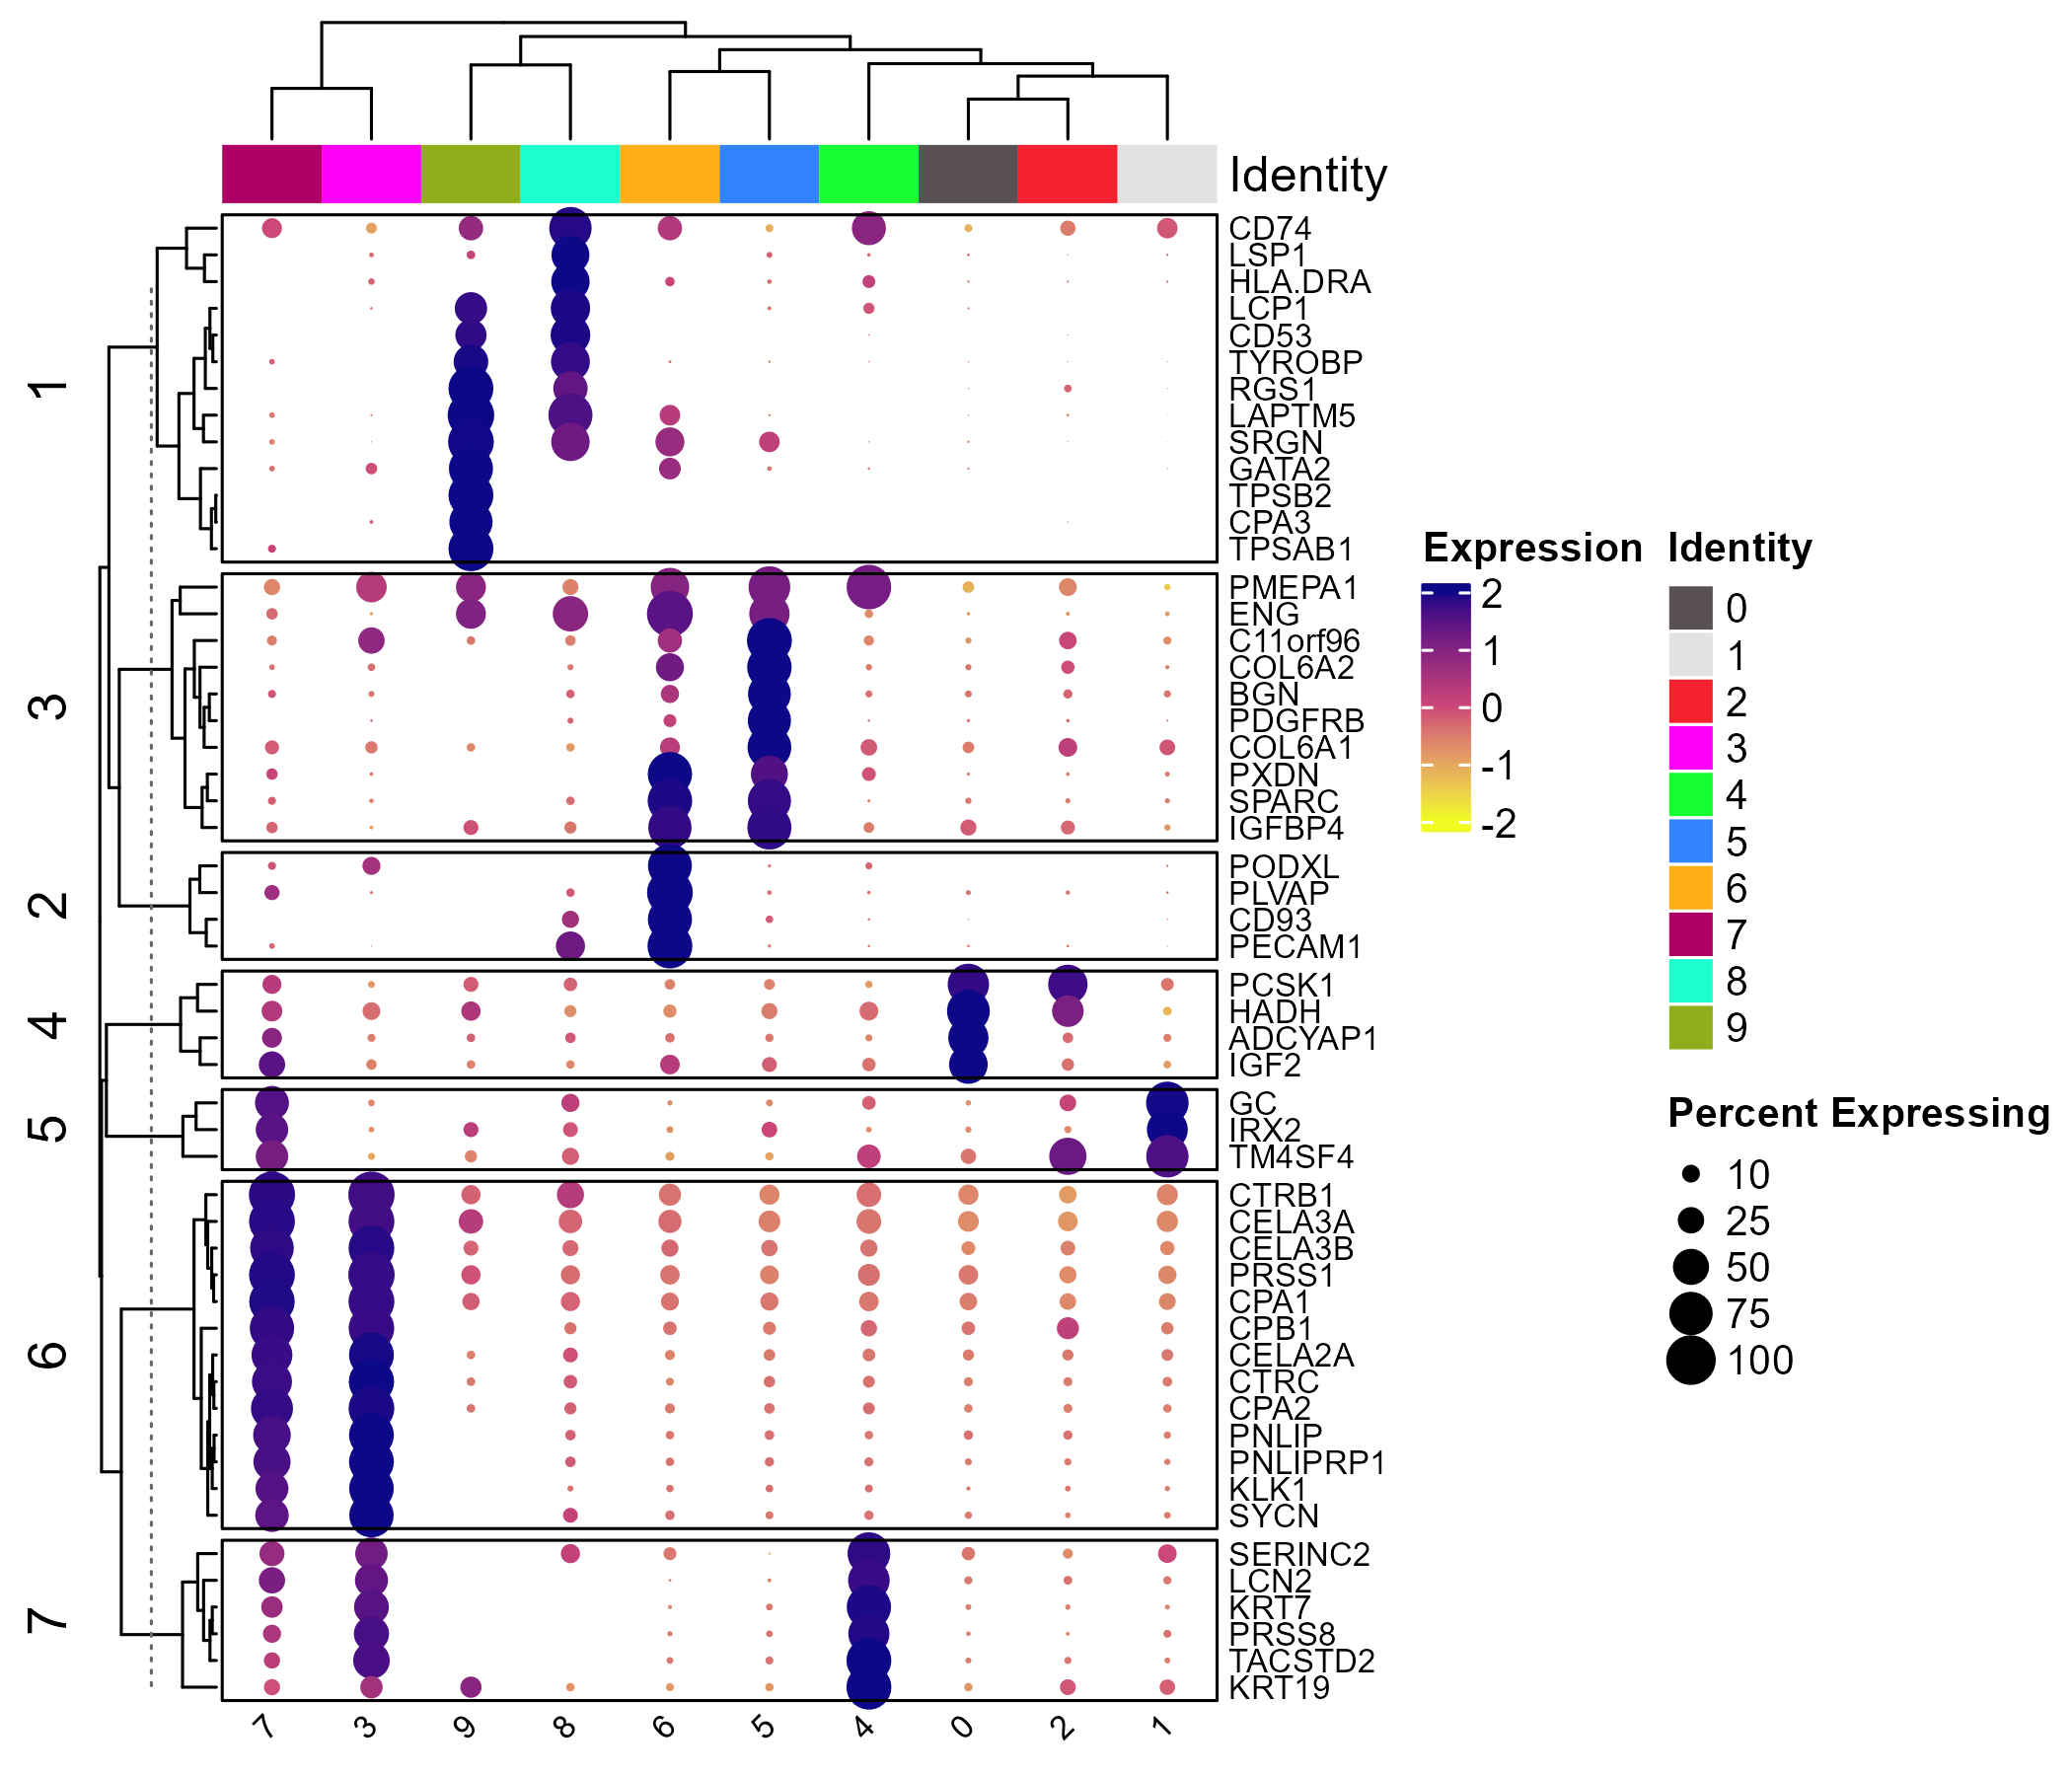 Identity
1
CD74
LSP1
HLA.DRA
LCP1
CD53
TYROBP
RGS1
LAPTM5
SRGN
GATA2
TPSB2
CPA3
TPSAB1
3
PMEPA1
ENG
C11orf96
COL6A2
BGN
PDGFRB
COL6A1
PXDN
SPARC
IGFBP4
2
PODXL
PLVAP
CD93
PECAM1
4
PCSK1
HADH
ADCYAP1
IGF2
5
GC
IRX2
TM4SF4
6
CTRB1
CELA3A
CELA3B
PRSS1
CPA1
CPB1
CELA2A
CTRC
CPA2
PNLIP
PNLIPRP1
KLK1
SYCN
7
SERINC2
LCN2
KRT7
PRSS8
TACSTD2
KRT19
7 3 9 8 6 5 4 0 2 1
Expression
2
1
0
-1
-2
Identity
0
1
2
3
4
5
6
7
8
9
Percent Expressing
10
25
50
75
100